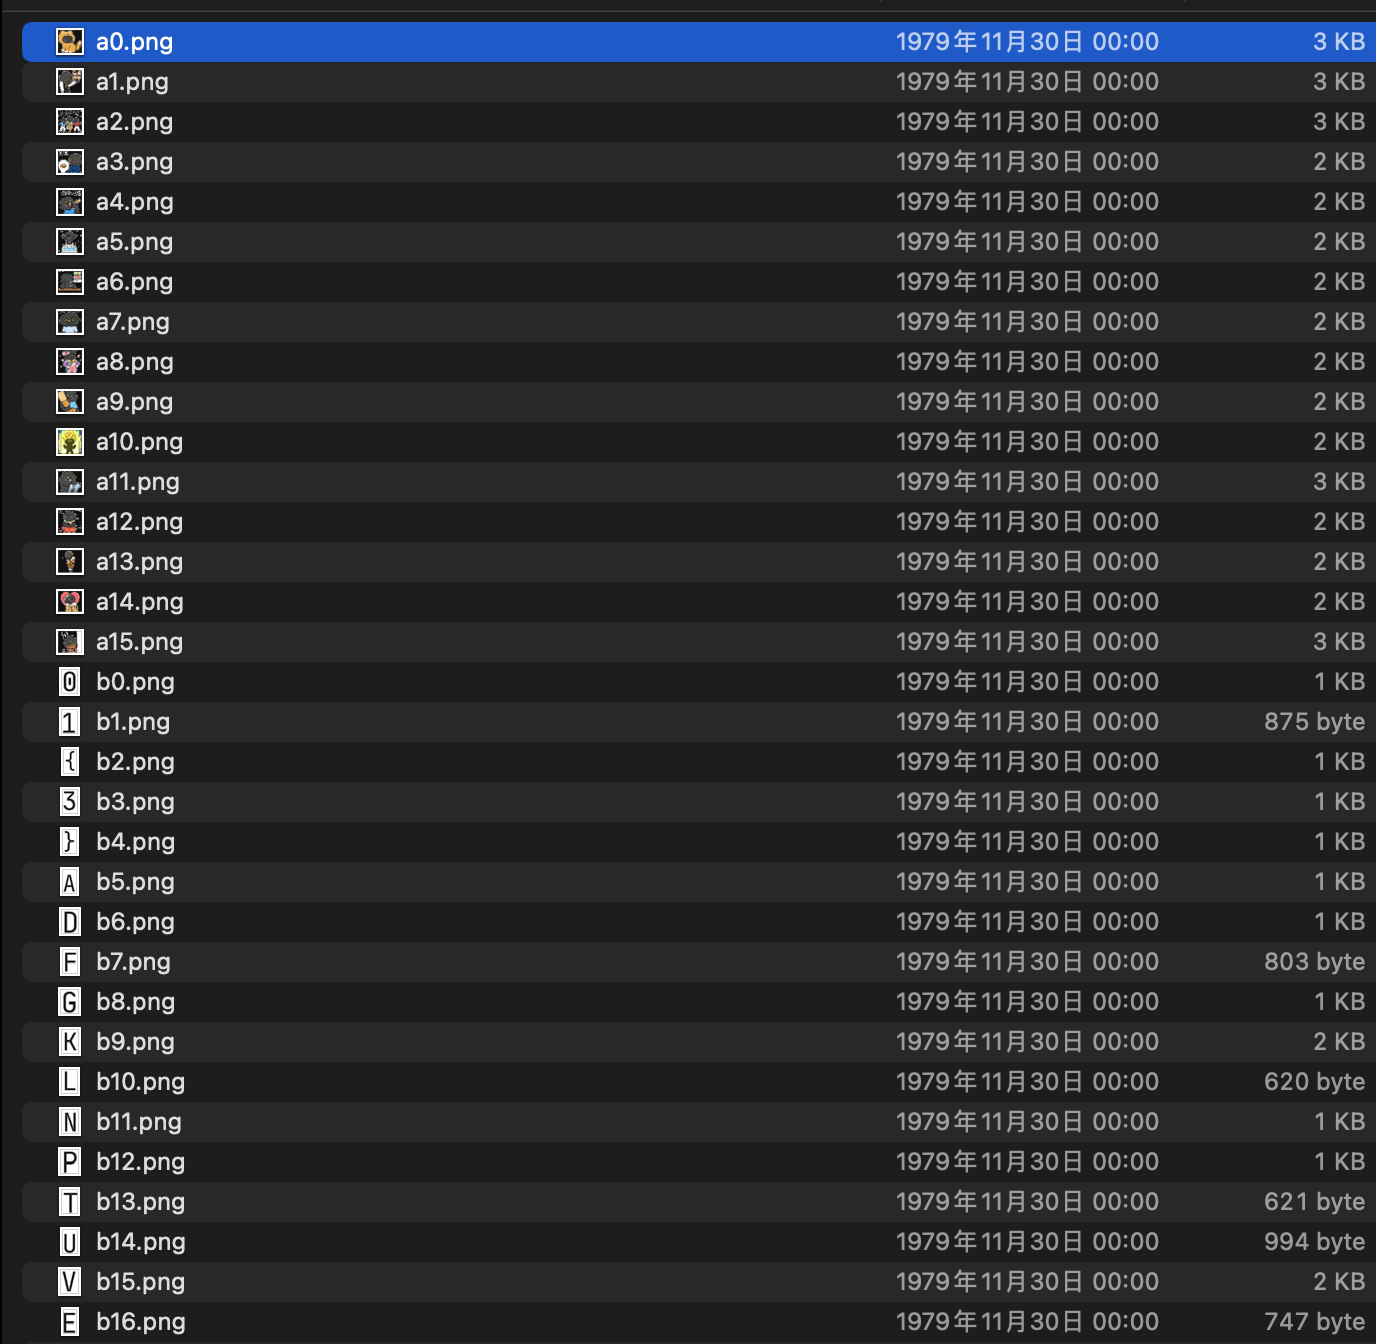 a0.png 1979年11月30日 00:00 3 KB
a1.png 1979年11月30日 00:00 3 KB
a2.png 1979年11月30日 00:00 3 KB
a3.png 1979年11月30日 00:00 2 KB
a4.png 1979年11月30日 00:00 2 KB
a5.png 1979年11月30日 00:00 2 KB
a6.png 1979年11月30日 00:00 2 KB
a7.png 1979年11月30日 00:00 2 KB
a8.png 1979年11月30日 00:00 2 KB
a9.png 1979年11月30日 00:00 2 KB
a10.png 1979年11月30日 00:00 2 KB
a11.png 1979年11月30日 00:00 3 KB
a12.png 1979年11月30日 00:00 2 KB
a13.png 1979年11月30日 00:00 2 KB
a14.png 1979年11月30日 00:00 2 KB
a15.png 1979年11月30日 00:00 3 KB
0 b0.png 1979年11月30日 00:00 1 KB
1 b1.png 1979年11月30日 00:00 875 byte
{ b2.png 1979年11月30日 00:00 1 KB
3 b3.png 1979年11月30日 00:00 1 KB
} b4.png 1979年11月30日 00:00 1 KB
A b5.png 1979年11月30日 00:00 1 KB
D b6.png 1979年11月30日 00:00 1 KB
F b7.png 1979年11月30日 00:00 803 byte
G b8.png 1979年11月30日 00:00 1 KB
K b9.png 1979年11月30日 00:00 2 KB
L b10.png 1979年11月30日 00:00 620 byte
N b11.png 1979年11月30日 00:00 1 KB
P b12.png 1979年11月30日 00:00 1 KB
T b13.png 1979年11月30日 00:00 621 byte
U b14.png 1979年11月30日 00:00 994 byte
V b15.png 1979年11月30日 00:00 2 KB
E b16.png 1979年11月30日 00:00 747 byte